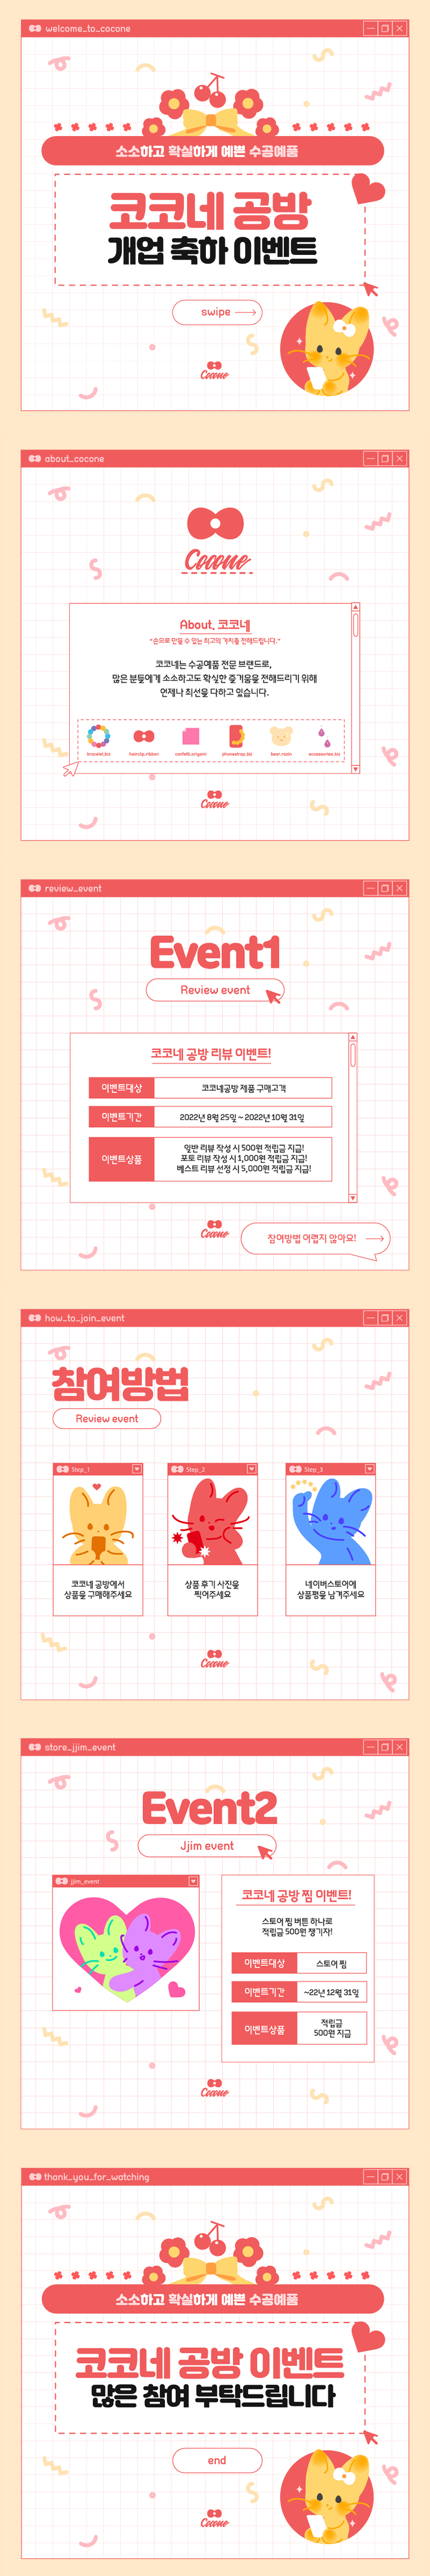 welcome_to_cocone
소소하고 확실하게 예쁜 수공예품
코코네 공방
개업 축하 이벤트
swipe
Cocone
about_cocone
Cocone
About. 코코네
"손으로 만들 수 있는 최고의 가치를 전해드립니다."
코코네는 수공예품 전문 브랜드로,
많은 분들에게 소소하고도 확실한 즐거움을 전해드리기 위해
언제나 최선을 다하고 있습니다.
bracelet.biz hairclip.ribbon confetti.origami phonestrap.biz bear.resin accessories.biz
Cocone
review_event
Event1
Review event
코코네 공방 리뷰 이벤트!
이벤트대상 코코네공방 제품 구매고객
이벤트기간 2022년 8월 25일 ~ 2022년 10월 31일
이벤트상품
일반 리뷰 작성 시 500원 적립금 지급!
포토 리뷰 작성 시 1,000원 적립금 지급!
베스트 리뷰 선정 시 5,000원 적립금 지급!
Cocone
참여방법 어렵지 않아요!
how_to_join_event
참여방법
Review event
Step_1
코코네 공방에서
상품을 구매해주세요
Step_2
상품 후기 사진을
찍어주세요
Step_3
네이버스토어에
상품평을 남겨주세요
Cocone
store_jjim_event
Event2
Jjim event
jjim_event
코코네 공방 찜 이벤트!
스토어 찜 버튼 하나로
적립금 500원 챙기자!
이벤트대상 스토어 찜
이벤트기간 ~22년 12월 31일
이벤트상품
적립금
500원 지급
Cocone
thank_you_for_watching
소소하고 확실하게 예쁜 수공예품
코코네 공방 이벤트
많은 참여 부탁드립니다
end
Cocone